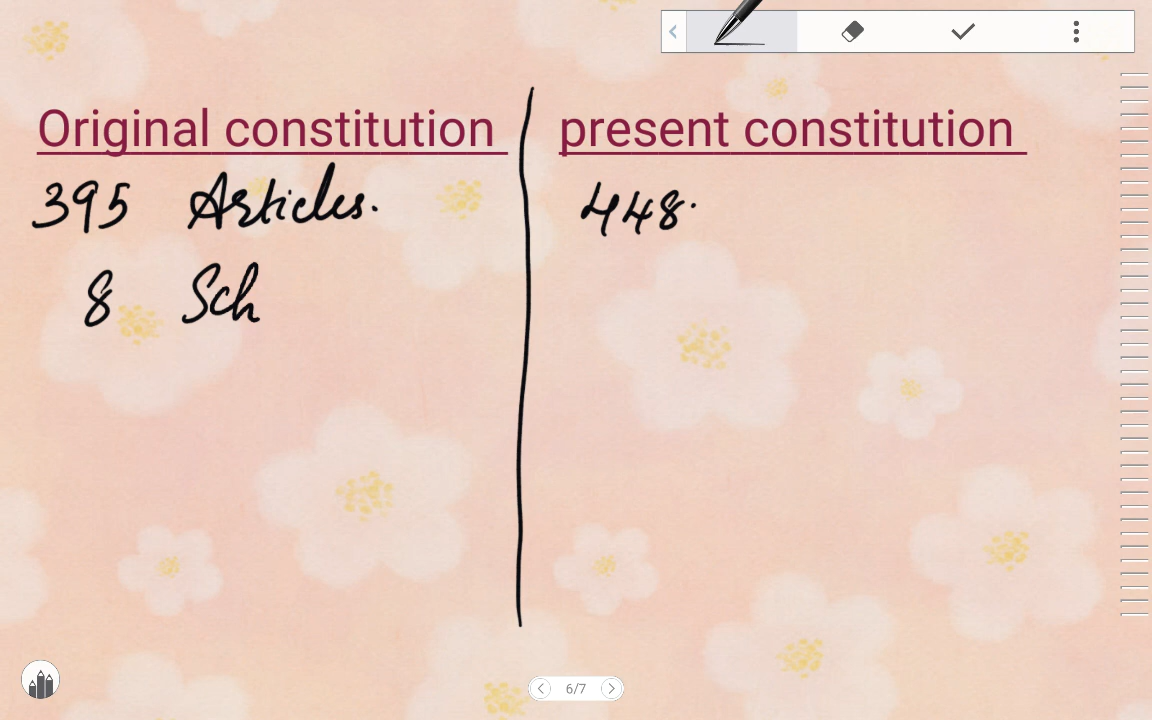 Original constitution
395 Articles.
8 Sch
present constitution
448.
6/7